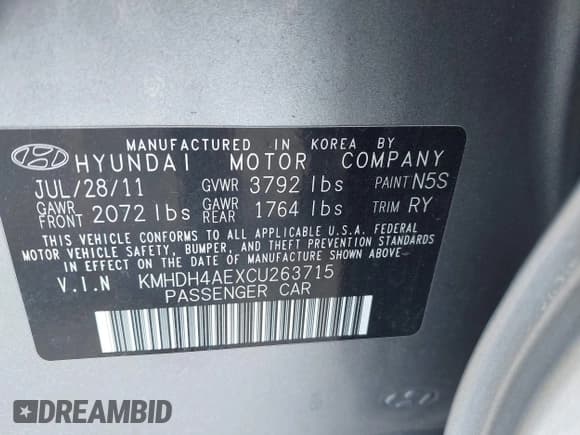 MANUFACTURED IN KOREA BY
HYUNDAI MOTOR COMPANY
JUL/28/11 GVWR 3792 lbs PAINT N5S
GAWR FRONT 2072 lbs GAWR REAR 1764 lbs TRIM RY
THIS VEHICLE CONFORMS TO ALL APPLICABLE U.S.A. FEDERAL
MOTOR VEHICLE SAFETY, BUMPER, AND THEFT PREVENTION STANDARDS
IN EFFECT ON THE DATE OF MANUFACTURE SHOWN ABOVE
V.I.N KMHDH4AEXCU263715
PASSENGER CAR
DREAMBID